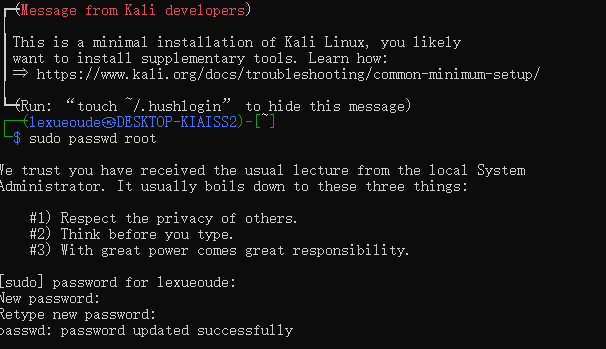 (Message from Kali developers)
This is a minimal installation of Kali Linux, you likely
want to install supplementary tools. Learn how:
⇒ https://www.kali.org/docs/troubleshooting/common-minimum-setup/
(Run: “touch ~/.hushlogin” to hide this message)
(lexueoude㉿DESKTOP-KIAISS2)-[~]
$ sudo passwd root
We trust you have received the usual lecture from the local System
Administrator. It usually boils down to these three things:
#1) Respect the privacy of others.
#2) Think before you type.
#3) With great power comes great responsibility.
[sudo] password for lexueoude:
New password:
Retype new password:
passwd: password updated successfully